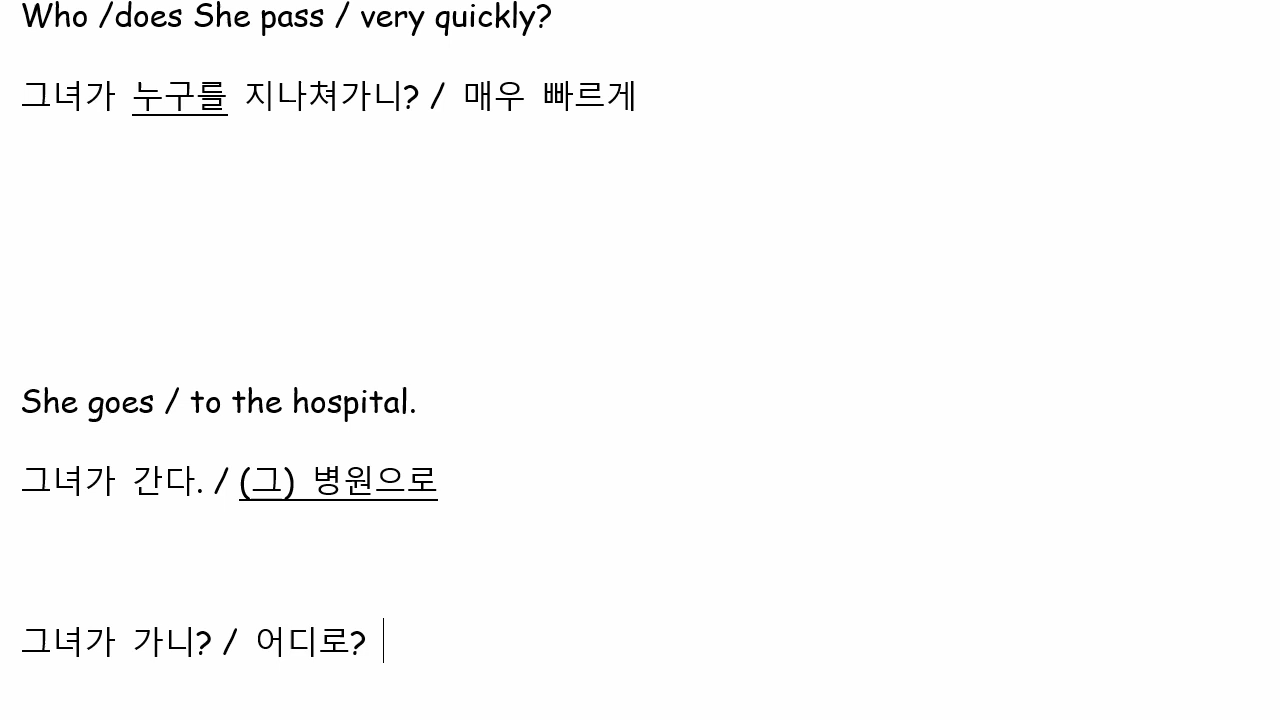 Who /does She pass / very quickly?
그녀가 누구를 지나쳐가니? / 매우 빠르게
She goes / to the hospital.
그녀가 간다. / (그) 병원으로
그녀가 가니? / 어디로?